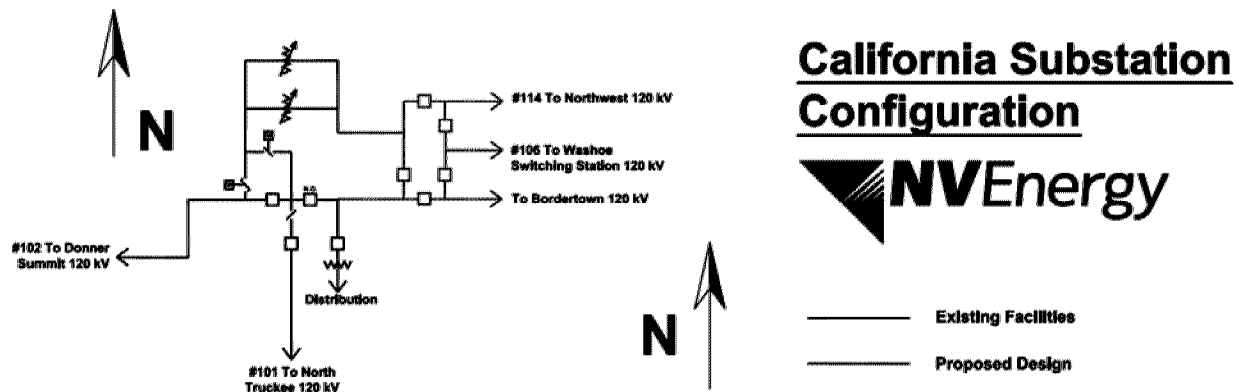 N
#114 To Northwest 120 kV
#106 To Washoe
Switching Station 120 kV
To Bordertown 120 kV
N.O.
#102 To Donner
Summit 120 kV
Distribution
#101 To North
Truckee 120 kV
California Substation
Configuration
NVEnergy
N
Existing Facilities
Proposed Design